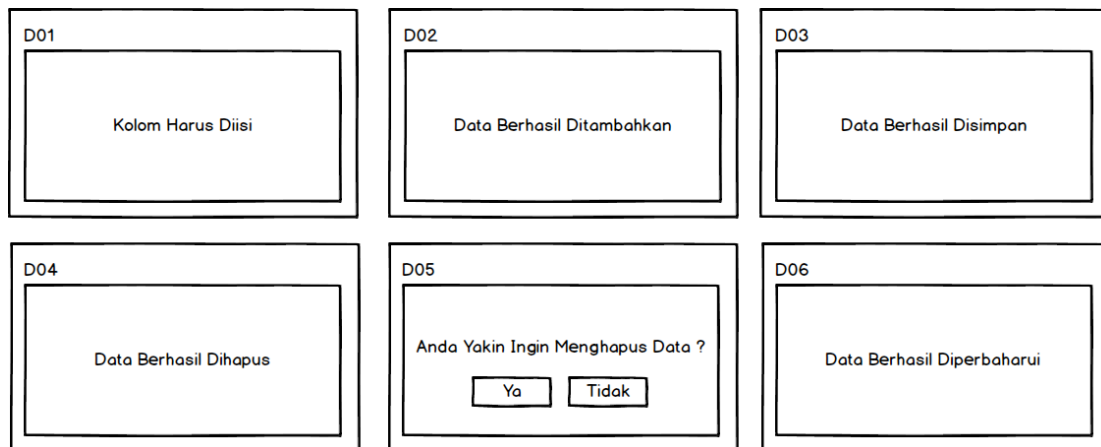 D01
Kolom Harus Diisi
D02
Data Berhasil Ditambahkan
D03
Data Berhasil Disimpan
D04
Data Berhasil Dihapus
D05
Anda Yakin Ingin Menghapus Data ?
Ya
Tidak
D06
Data Berhasil Diperbaharui